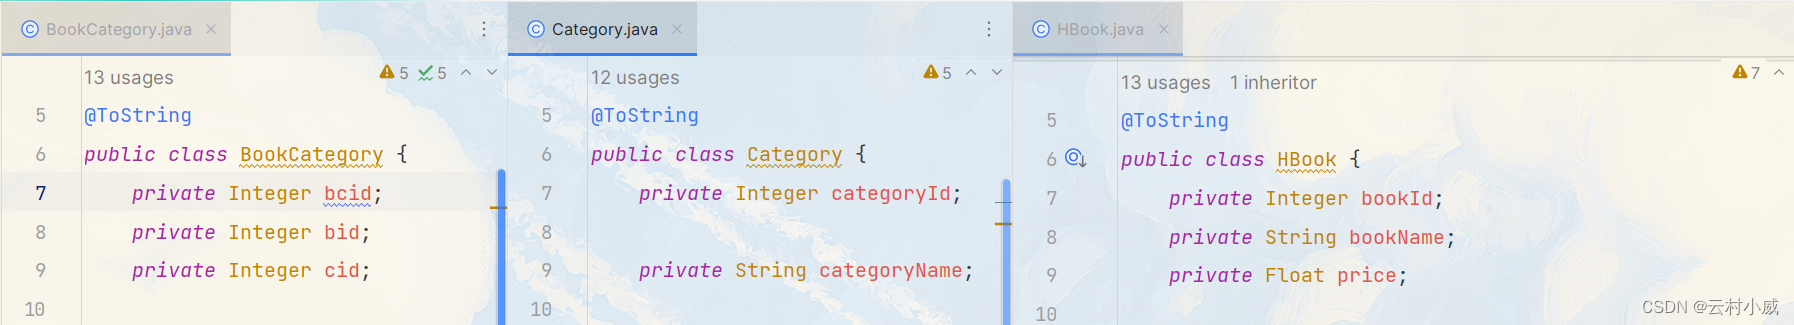 BookCategory.java
13 usages
5 5
5 @ToString
6 public class BookCategory {
7 private Integer bcid;
8 private Integer bid;
9 private Integer cid;
10
Category.java
12 usages
5
5 @ToString
6 public class Category {
7 private Integer categoryId;
8
9 private String categoryName;
10
HBook.java
13 usages 1 inheritor
7
5 @ToString
6 public class HBook {
7 private Integer bookId;
8 private String bookName;
9 private Float price;
10
CSDN @云村小威